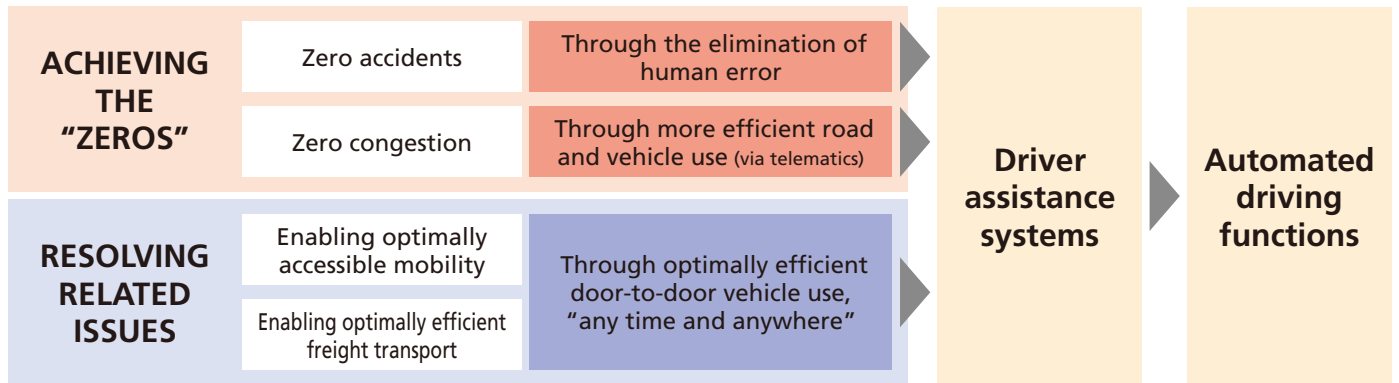 ACHIEVING
THE
“ZEROS”
Zero accidents
Through the elimination of
human error
Zero congestion
Through more efficient road
and vehicle use (via telematics)
RESOLVING
RELATED
ISSUES
Enabling optimally
accessible mobility
Enabling optimally efficient
freight transport
Through optimally efficient
door-to-door vehicle use,
“any time and anywhere”
Driver
assistance
systems
Automated
driving
functions